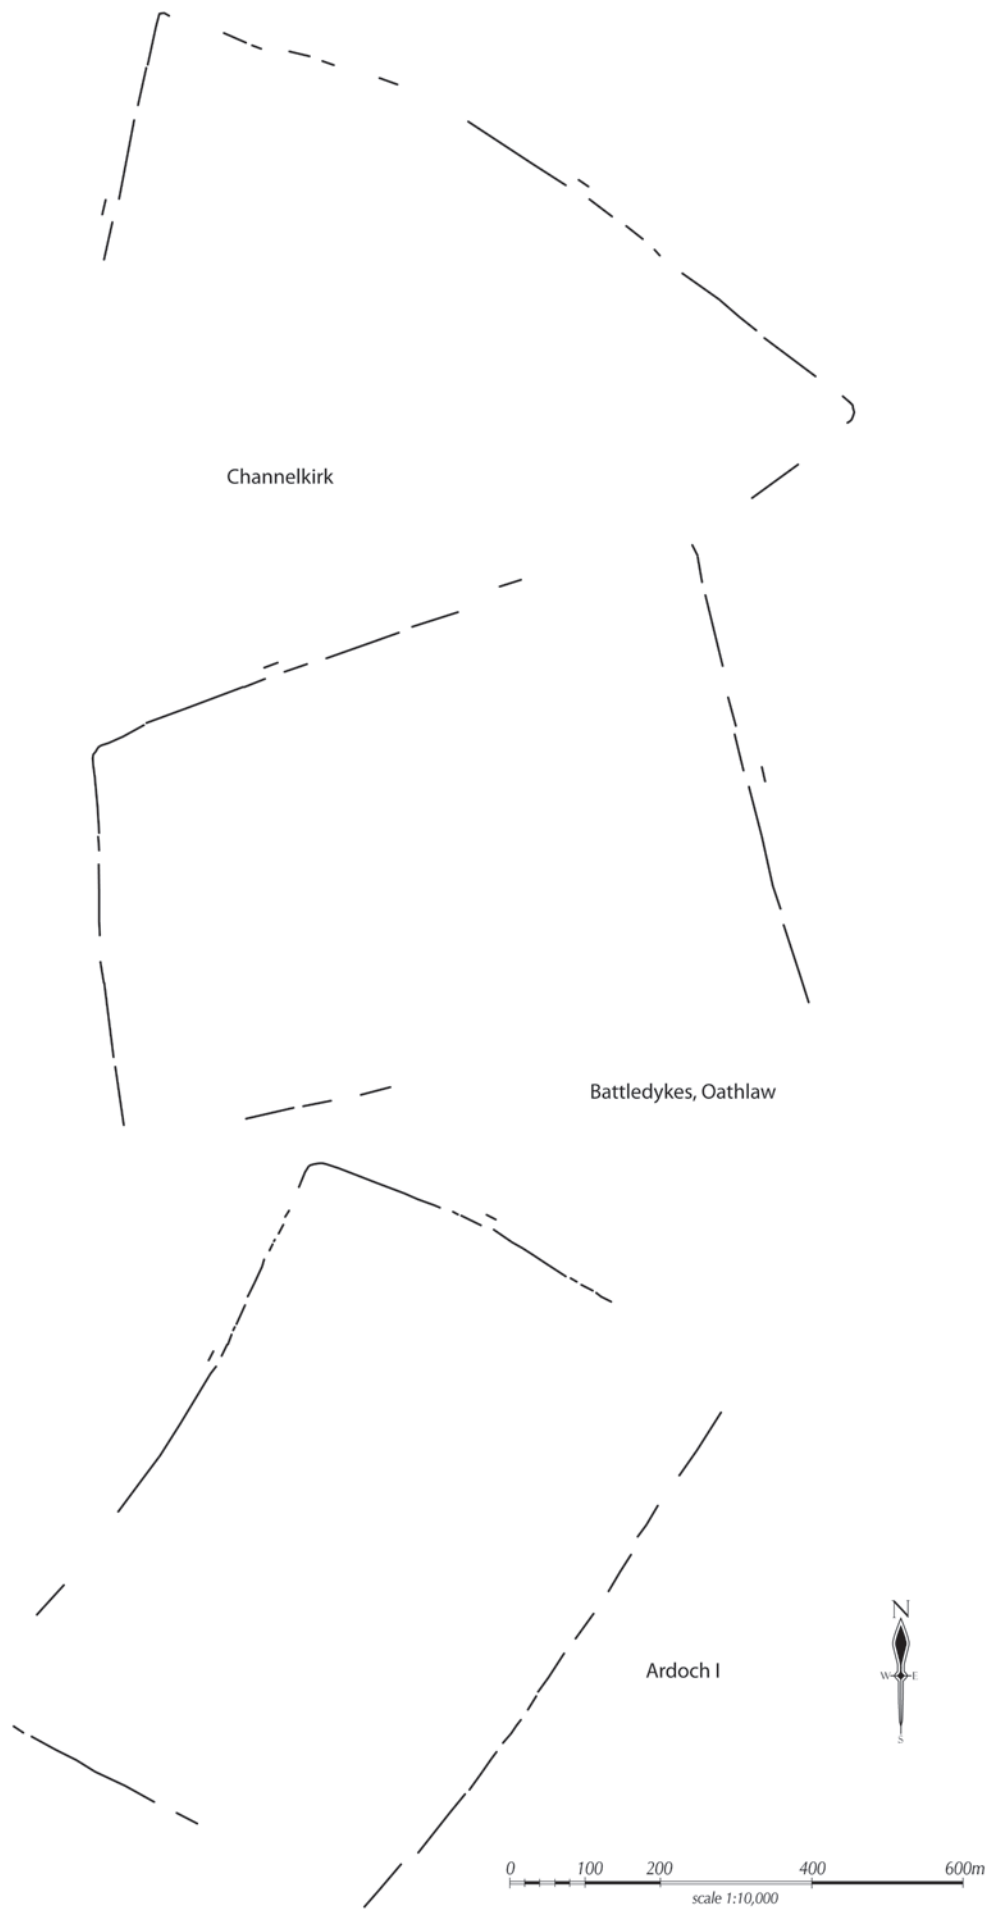 Channelkirk
Battledykes, Oathlaw
N
Ardoch I
W E
S
0 100 200 400 600m
scale 1:10,000